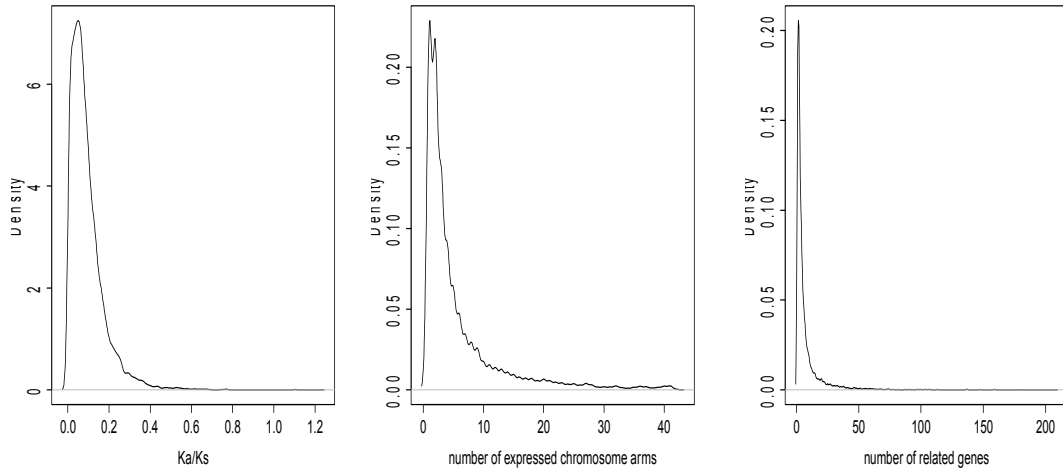 Density
0 2 4 6
0.0 0.2 0.4 0.6 0.8 1.0 1.2
Ka/Ks
Density
0.00 0.05 0.10 0.15 0.20
0 10 20 30 40
number of expressed chromosome arms
Density
0.00 0.05 0.10 0.15 0.20
0 50 100 150 200
number of related genes